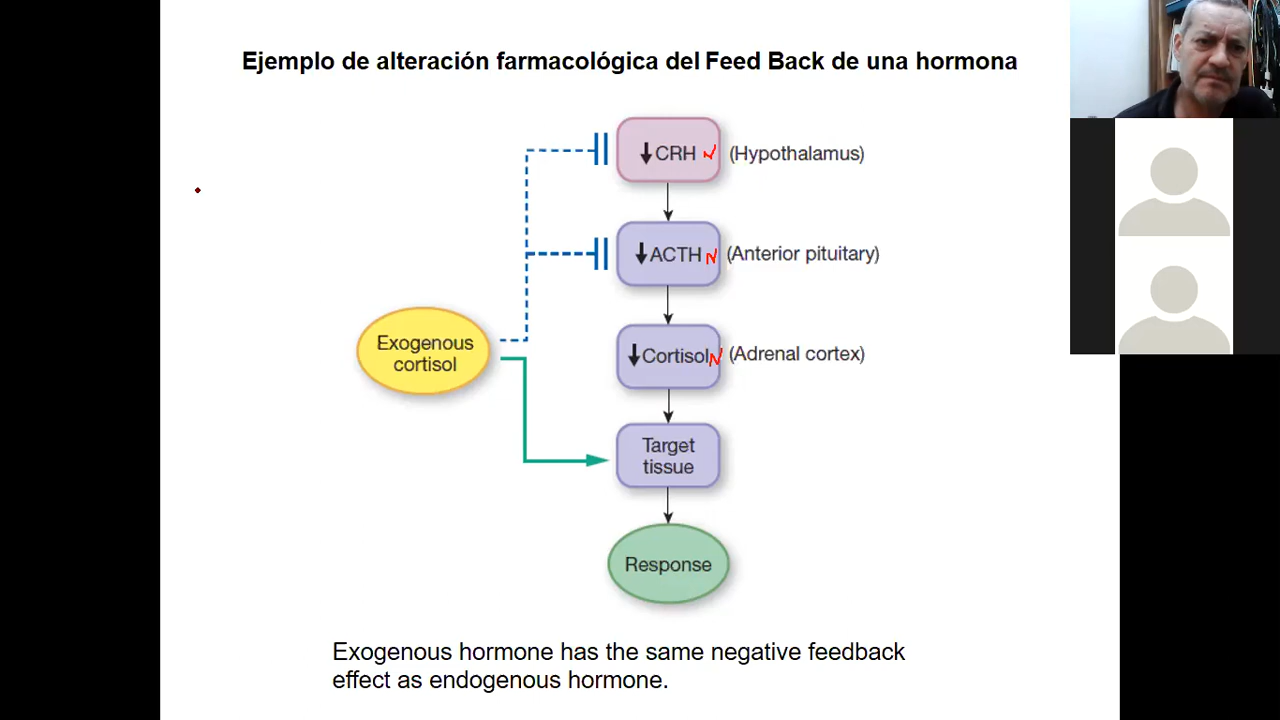 Ejemplo de alteración farmacológica del Feed Back de una hormona
↓CRH N (Hypothalamus)
↓ACTH N (Anterior pituitary)
Exogenous
cortisol
↓Cortisol N (Adrenal cortex)
Target
tissue
Response
Exogenous hormone has the same negative feedback
effect as endogenous hormone.